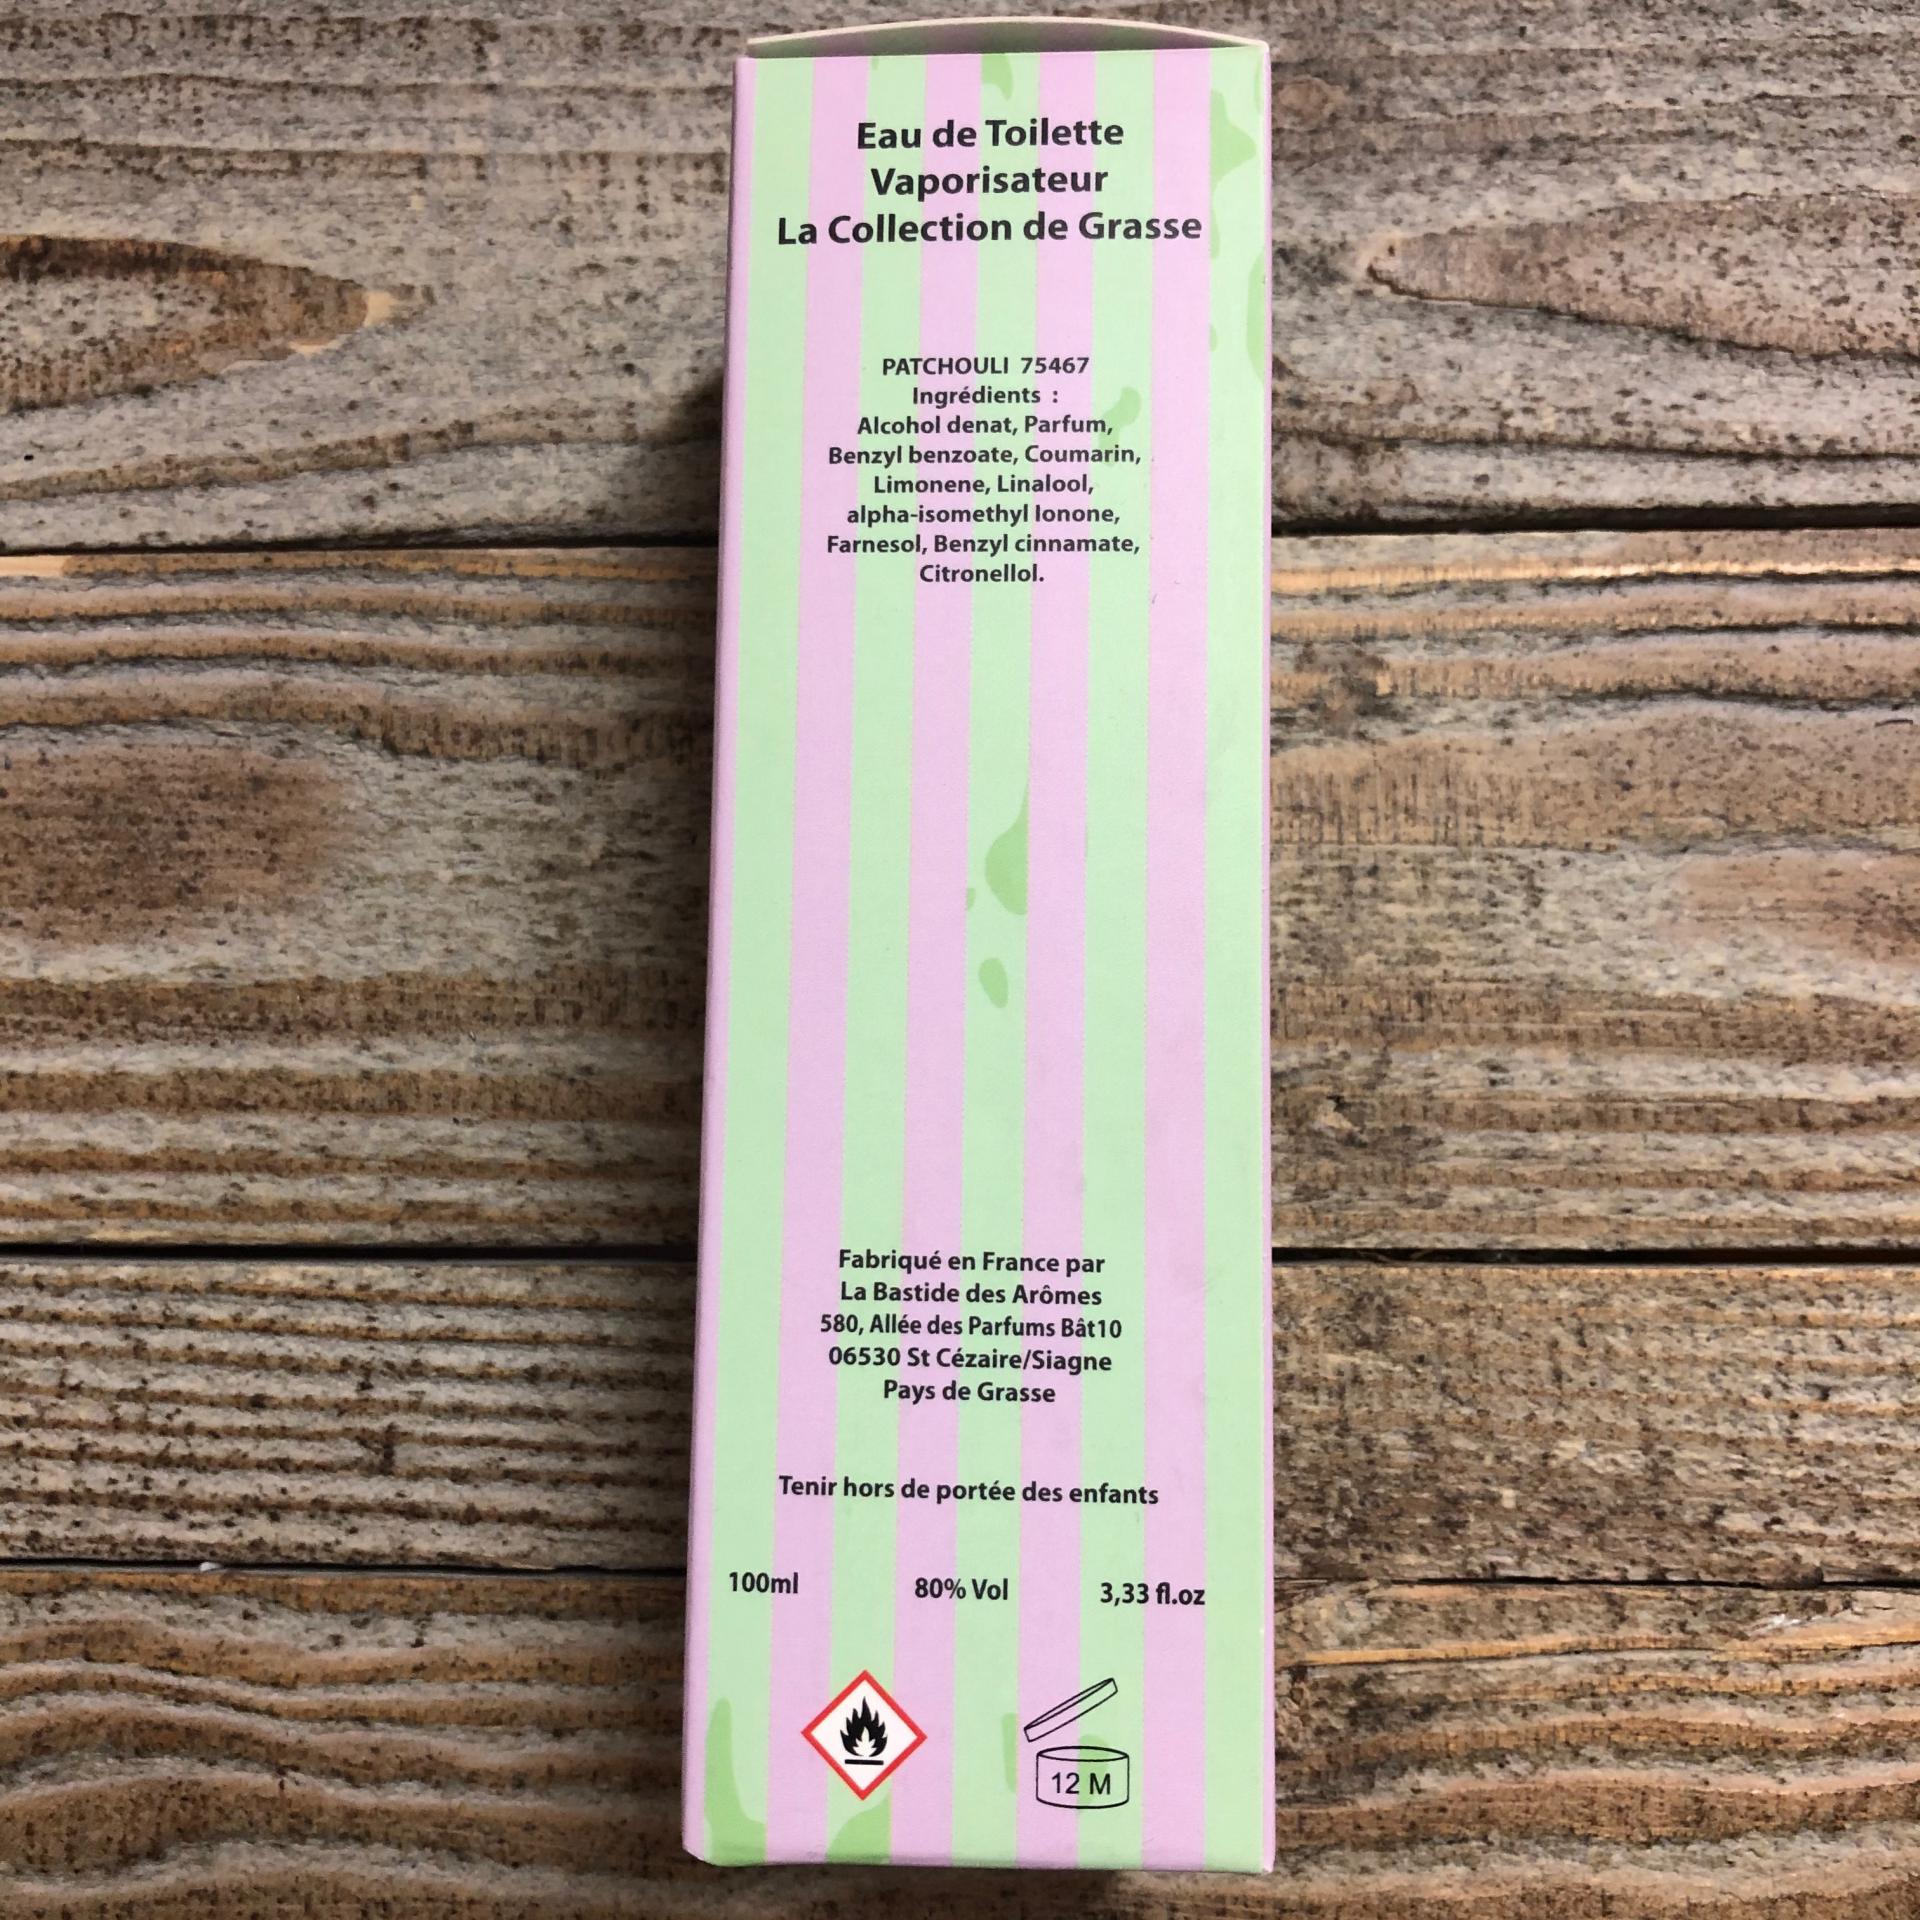 Eau de Toilette
Vaporisateur
La Collection de Grasse
PATCHOULI 75467
Ingrédients :
Alcohol denat, Parfum,
Benzyl benzoate, Coumarin,
Limonene, Linalool,
alpha-isomethyl Ionone,
Farnesol, Benzyl cinnamate,
Citronellol.
Fabriqué en France par
La Bastide des Arômes
580, Allée des Parfums Bât10
06530 St Cézaire/Siagne
Pays de Grasse
Tenir hors de portée des enfants
100ml 80% Vol 3,33 fl.oz
12 M